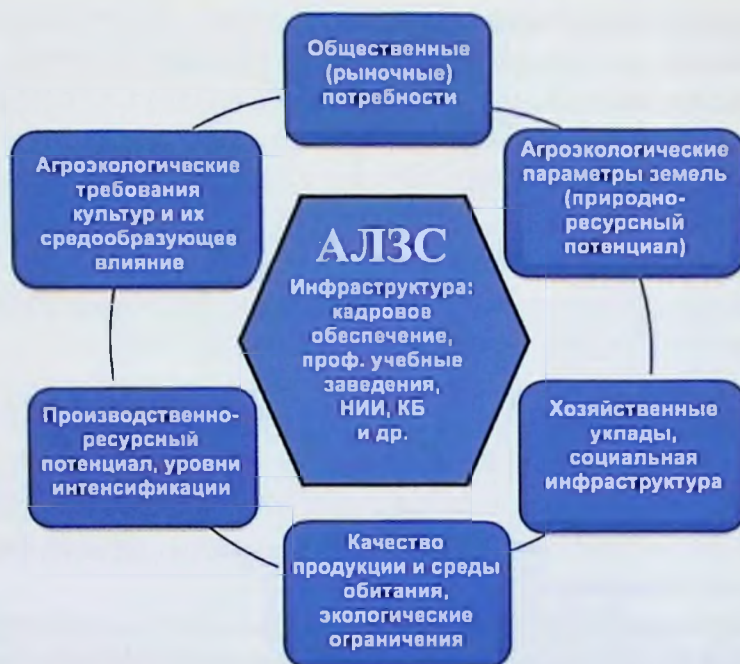 Общественные
(рыночные)
потребности
Агроэкологические
параметры земель
(природно-
ресурсный
потенциал)
Хозяйственные
уклады,
социальная
инфраструктура
Качество
продукции и среды
обитания,
экологические
ограничения
Производственно-
ресурсный
потенциал, уровни
интенсификации
Агроэкологические
требования
культур и их
средообразующее
влияние
АЛЗС
Инфраструктура:
кадровое
обеспечение,
проф. учебные
заведения,
НИИ, КБ
и др.